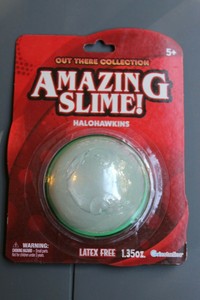 OUT THERE COLLECTION
5+
AMAZING
SLIME!
HALOHAWKINS
WARNING:
LATEX FREE 1.35oz.